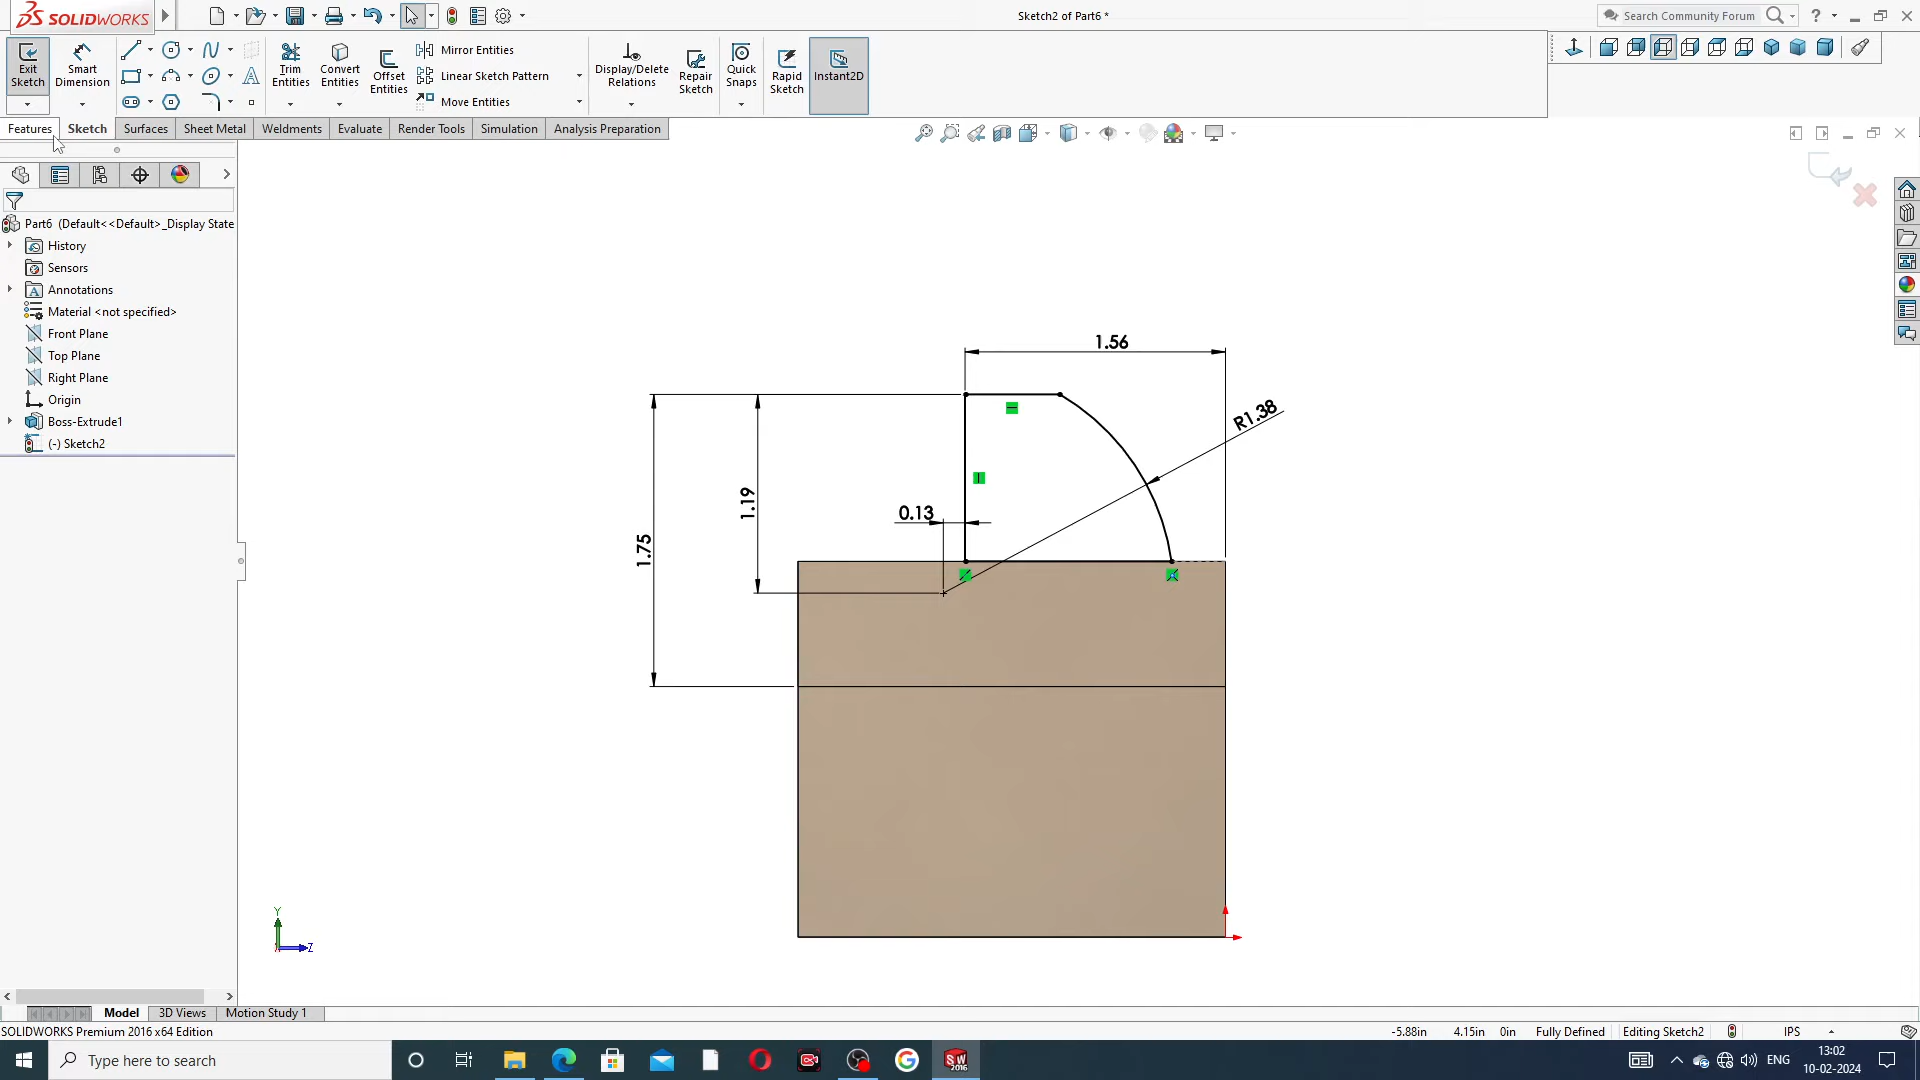 SOLIDWORKS
Sketch2 of Part6 *
Search Community Forum
Exit Sketch
Smart Dimension
Trim Entities
Convert Entities
Offset Entities
Mirror Entities
Linear Sketch Pattern
Move Entities
Display/Delete Relations
Repair Sketch
Quick Snaps
Rapid Sketch
Instant2D
Features
Sketch
Surfaces
Sheet Metal
Weldments
Evaluate
Render Tools
Simulation
Analysis Preparation
Part6 (Default<<Default>_Display State
History
Sensors
Annotations
Material <not specified>
Front Plane
Top Plane
Right Plane
Origin
Boss-Extrude1
(-) Sketch2
1.56
R1.38
1.19
0.13
1.75
Y
Z
Model
3D Views
Motion Study 1
SOLIDWORKS Premium 2016 x64 Edition
-5.88in
4.15in
0in
Fully Defined
Editing Sketch2
IPS
Type here to search
SW
2016
ENG
13:02
10-02-2024